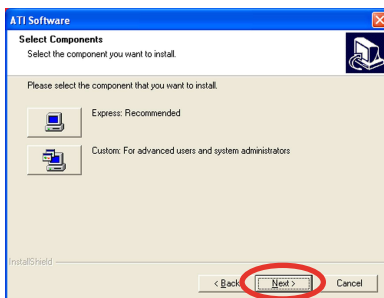 ATI Software
Select Components
Select the component you want to install.
Please select the component that you want to install.
Express: Recommended
Custom: For advanced users and system administrators
InstallShield
< Back Next > Cancel